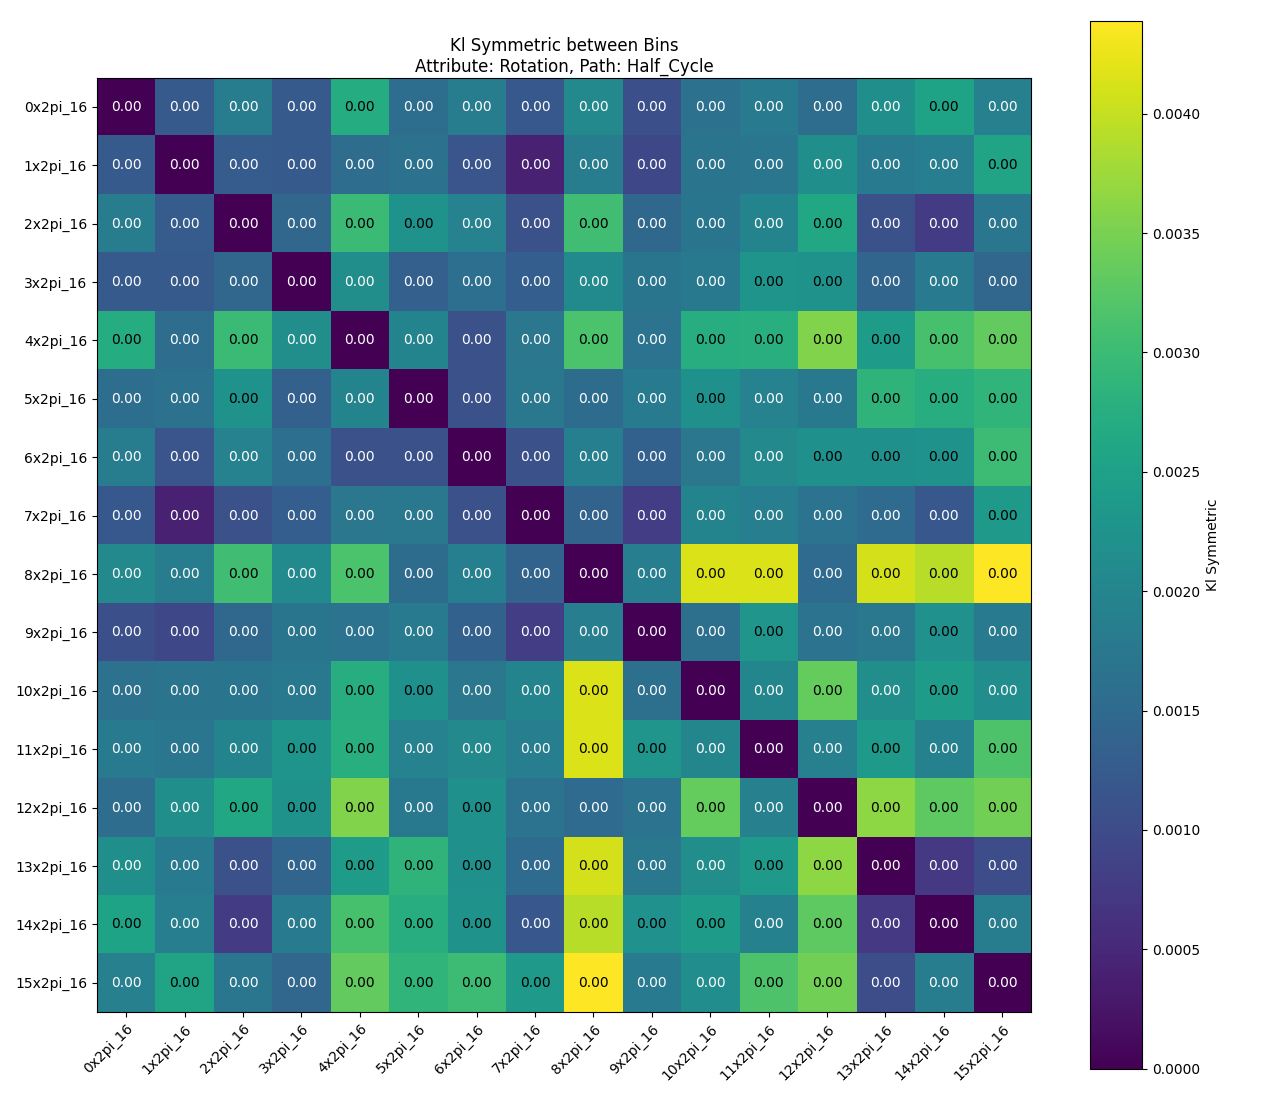 Kl Symmetric between Bins
Attribute: Rotation, Path: Half_Cycle
0x2pi_16 0.00 0.00 0.00 0.00 0.00 0.00 0.00 0.00 0.00 0.00 0.00 0.00 0.00 0.00 0.00 0.00
1x2pi_16 0.00 0.00 0.00 0.00 0.00 0.00 0.00 0.00 0.00 0.00 0.00 0.00 0.00 0.00 0.00 0.00
2x2pi_16 0.00 0.00 0.00 0.00 0.00 0.00 0.00 0.00 0.00 0.00 0.00 0.00 0.00 0.00 0.00 0.00
3x2pi_16 0.00 0.00 0.00 0.00 0.00 0.00 0.00 0.00 0.00 0.00 0.00 0.00 0.00 0.00 0.00 0.00
4x2pi_16 0.00 0.00 0.00 0.00 0.00 0.00 0.00 0.00 0.00 0.00 0.00 0.00 0.00 0.00 0.00 0.00
5x2pi_16 0.00 0.00 0.00 0.00 0.00 0.00 0.00 0.00 0.00 0.00 0.00 0.00 0.00 0.00 0.00 0.00
6x2pi_16 0.00 0.00 0.00 0.00 0.00 0.00 0.00 0.00 0.00 0.00 0.00 0.00 0.00 0.00 0.00 0.00
7x2pi_16 0.00 0.00 0.00 0.00 0.00 0.00 0.00 0.00 0.00 0.00 0.00 0.00 0.00 0.00 0.00 0.00
8x2pi_16 0.00 0.00 0.00 0.00 0.00 0.00 0.00 0.00 0.00 0.00 0.00 0.00 0.00 0.00 0.00 0.00
9x2pi_16 0.00 0.00 0.00 0.00 0.00 0.00 0.00 0.00 0.00 0.00 0.00 0.00 0.00 0.00 0.00 0.00
10x2pi_16 0.00 0.00 0.00 0.00 0.00 0.00 0.00 0.00 0.00 0.00 0.00 0.00 0.00 0.00 0.00 0.00
11x2pi_16 0.00 0.00 0.00 0.00 0.00 0.00 0.00 0.00 0.00 0.00 0.00 0.00 0.00 0.00 0.00 0.00
12x2pi_16 0.00 0.00 0.00 0.00 0.00 0.00 0.00 0.00 0.00 0.00 0.00 0.00 0.00 0.00 0.00 0.00
13x2pi_16 0.00 0.00 0.00 0.00 0.00 0.00 0.00 0.00 0.00 0.00 0.00 0.00 0.00 0.00 0.00 0.00
14x2pi_16 0.00 0.00 0.00 0.00 0.00 0.00 0.00 0.00 0.00 0.00 0.00 0.00 0.00 0.00 0.00 0.00
15x2pi_16 0.00 0.00 0.00 0.00 0.00 0.00 0.00 0.00 0.00 0.00 0.00 0.00 0.00 0.00 0.00 0.00
0x2pi_16 1x2pi_16 2x2pi_16 3x2pi_16 4x2pi_16 5x2pi_16 6x2pi_16 7x2pi_16 8x2pi_16 9x2pi_16 10x2pi_16 11x2pi_16 12x2pi_16 13x2pi_16 14x2pi_16 15x2pi_16
0.0040
0.0035
0.0030
0.0025
0.0020
0.0015
0.0010
0.0005
0.0000
Kl Symmetric